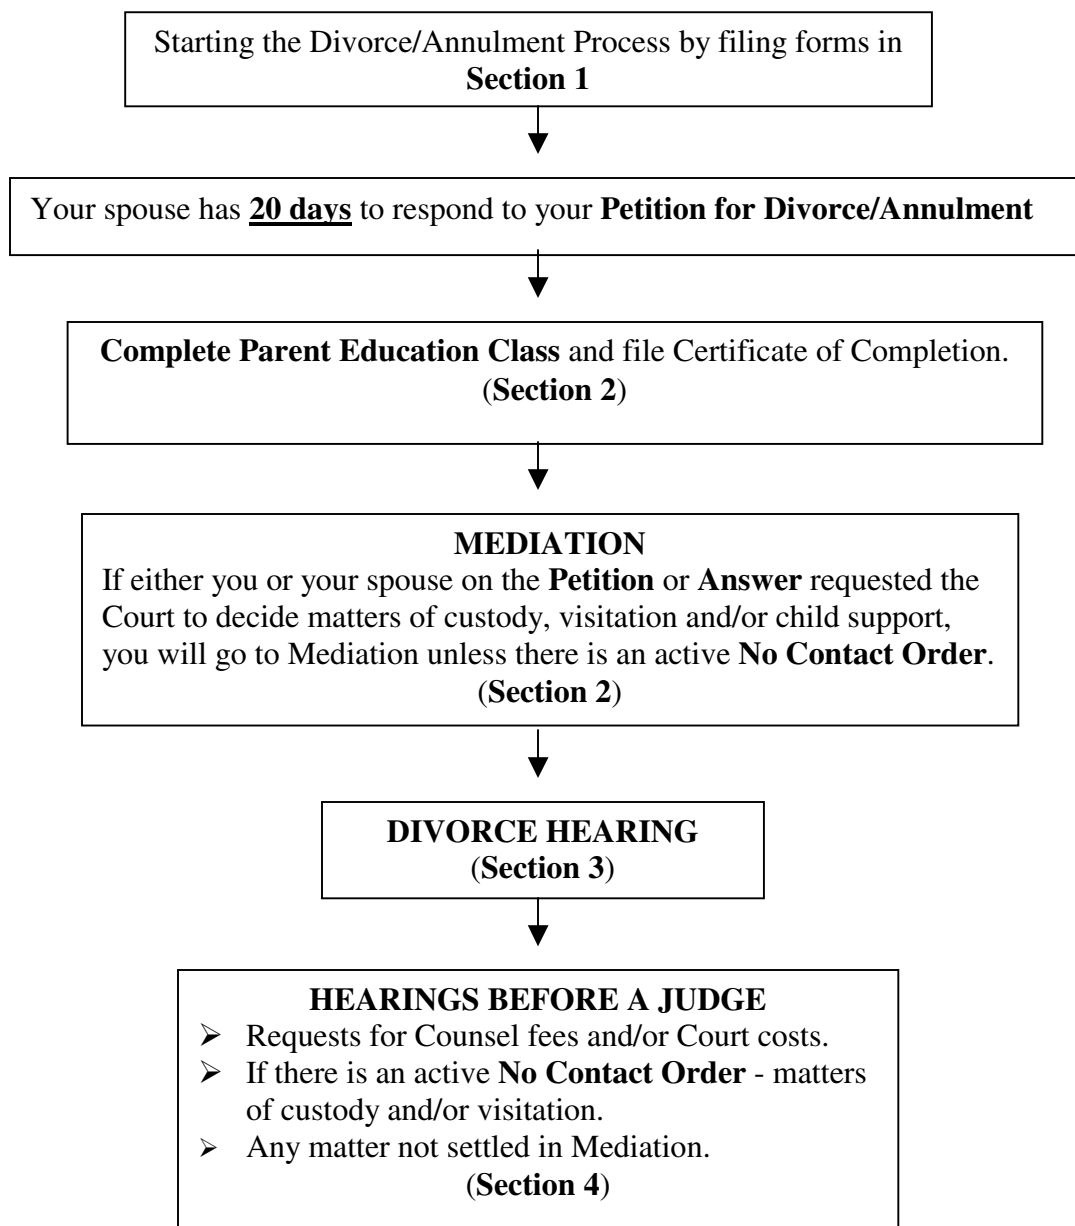 Starting the Divorce/Annulment Process by filing forms in
Section 1
Your spouse has 20 days to respond to your Petition for Divorce/Annulment
Complete Parent Education Class and file Certificate of Completion.
(Section 2)
MEDIATION
If either you or your spouse on the Petition or Answer requested the
Court to decide matters of custody, visitation and/or child support,
you will go to Mediation unless there is an active No Contact Order.
(Section 2)
DIVORCE HEARING
(Section 3)
HEARINGS BEFORE A JUDGE
➢ Requests for Counsel fees and/or Court costs.
➢ If there is an active No Contact Order - matters
of custody and/or visitation.
➢ Any matter not settled in Mediation.
(Section 4)